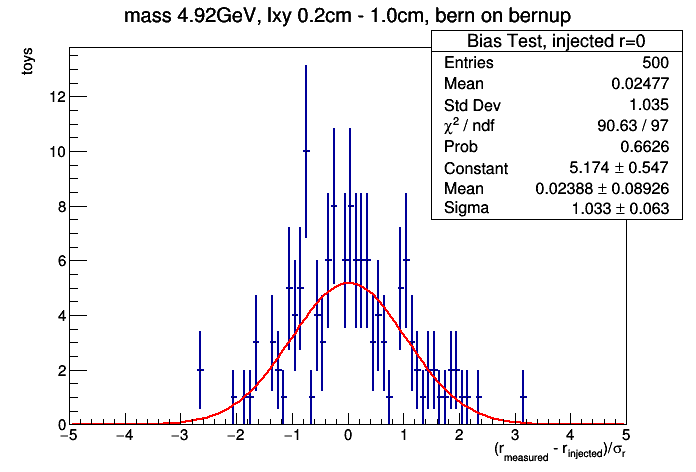 mass 4.92GeV, lxy 0.2cm - 1.0cm, bern on bernup
Bias Test, injected r=0
Entries 500
Mean 0.02477
Std Dev 1.035
χ² / ndf 90.63 / 97
Prob 0.6626
Constant 5.174 ± 0.547
Mean 0.02388 ± 0.08926
Sigma 1.033 ± 0.063
toys
12
10
8
6
4
2
0
−5 −4 −3 −2 −1 0 1 2 3 4 5
(r_measured - r_injected)/σ_r